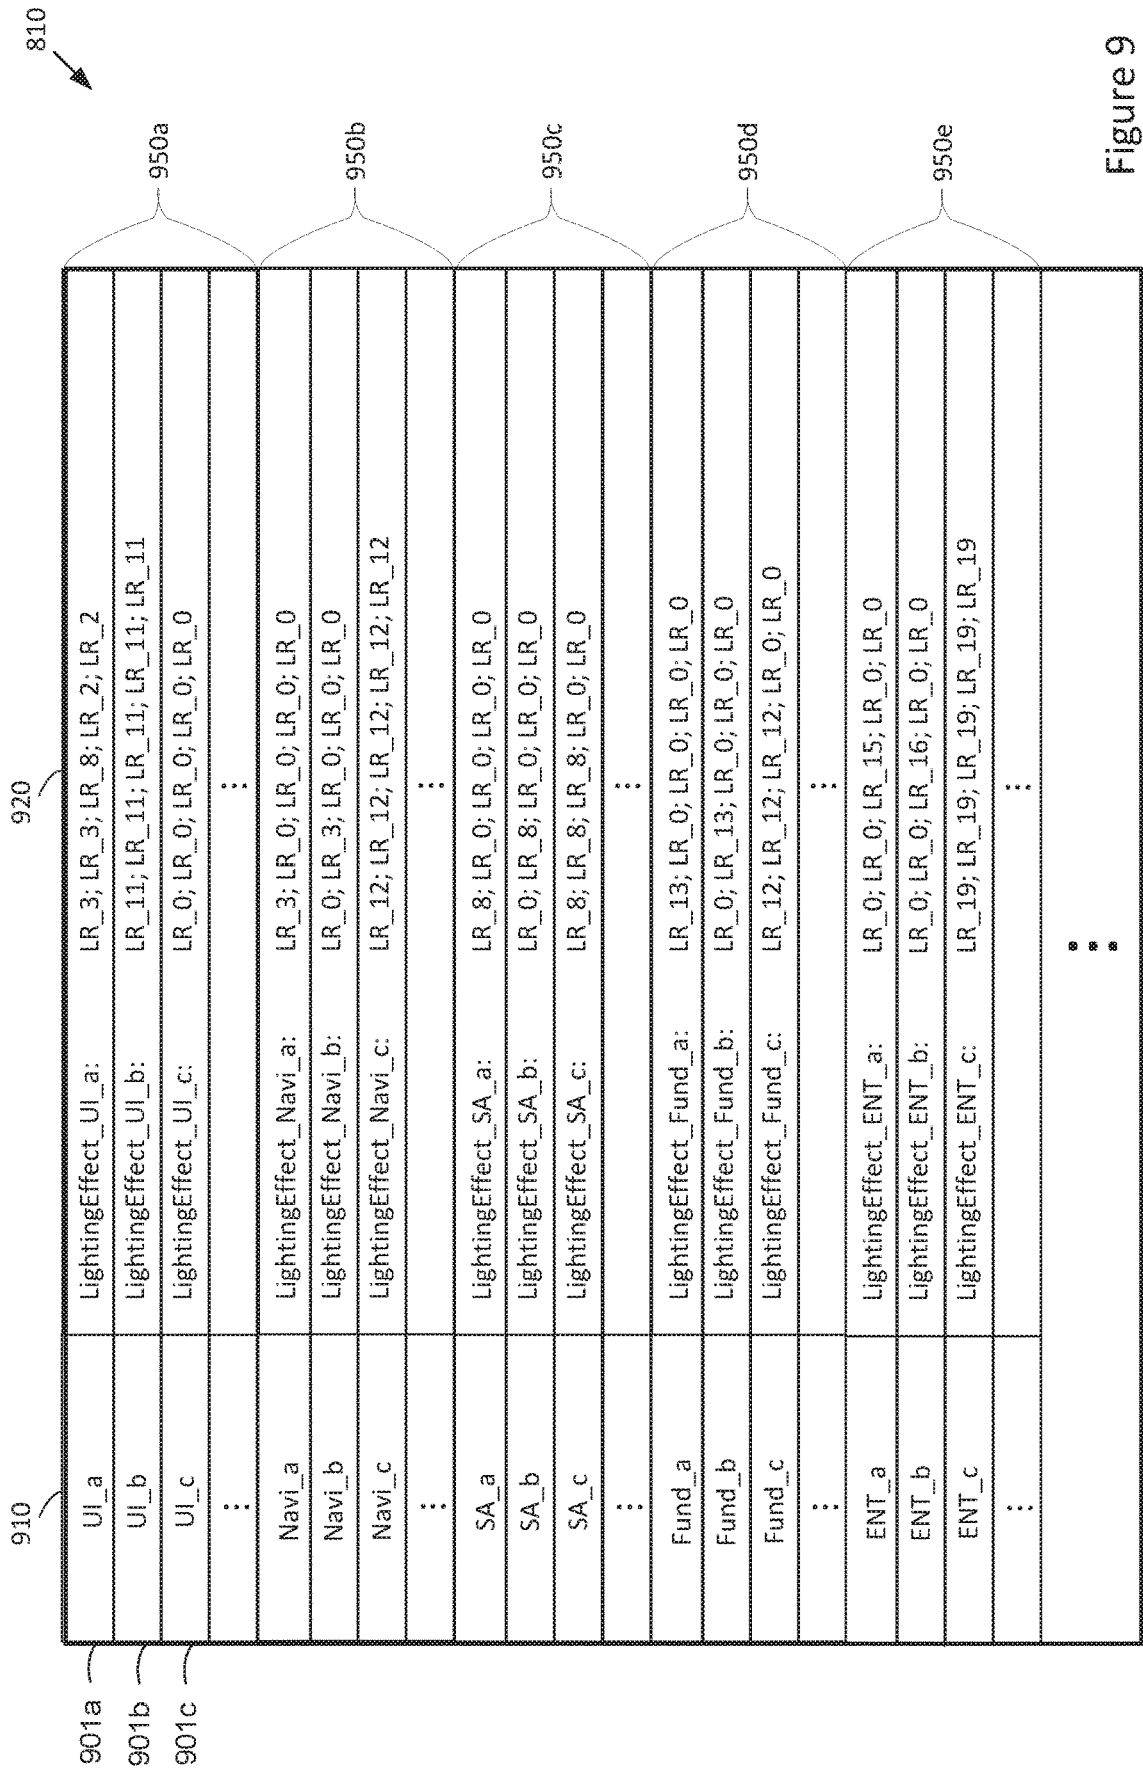 810
910 920
901a UI_a LightingEffect_UI_a: LR_3; LR_3; LR_8; LR_2; LR_2 950a
901b UI_b LightingEffect_UI_b: LR_11; LR_11; LR_11; LR_11; LR_11
901c UI_c LightingEffect_UI_c: LR_0; LR_0; LR_0; LR_0; LR_0
⋮ ⋮
Navi_a LightingEffect_Navi_a: LR_3; LR_0; LR_0; LR_0; LR_0 950b
Navi_b LightingEffect_Navi_b: LR_0; LR_3; LR_0; LR_0; LR_0
Navi_c LightingEffect_Navi_c: LR_12; LR_12; LR_12; LR_12; LR_12
⋮ ⋮
SA_a LightingEffect_SA_a: LR_8; LR_0; LR_0; LR_0; LR_0 950c
SA_b LightingEffect_SA_b: LR_0; LR_8; LR_0; LR_0; LR_0
SA_c LightingEffect_SA_c: LR_8; LR_8; LR_8; LR_0; LR_0
⋮ ⋮
Fund_a LightingEffect_Fund_a: LR_13; LR_0; LR_0; LR_0; LR_0 950d
Fund_b LightingEffect_Fund_b: LR_0; LR_13; LR_0; LR_0; LR_0
Fund_c LightingEffect_Fund_c: LR_12; LR_12; LR_12; LR_0; LR_0
⋮ ⋮
ENT_a LightingEffect_ENT_a: LR_0; LR_0; LR_15; LR_0; LR_0 950e
ENT_b LightingEffect_ENT_b: LR_0; LR_0; LR_16; LR_0; LR_0
ENT_c LightingEffect_ENT_c: LR_19; LR_19; LR_19; LR_19; LR_19
⋮ ⋮
⋮
Figure 9